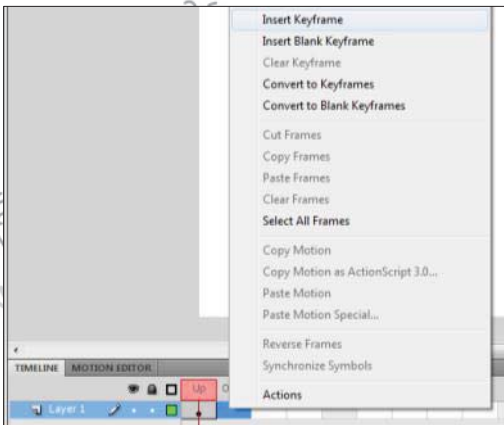 Insert Keyframe
Insert Blank Keyframe
Clear Keyframe
Convert to Keyframes
Convert to Blank Keyframes
Cut Frames
Copy Frames
Paste Frames
Clear Frames
Select All Frames
Copy Motion
Copy Motion as ActionScript 3.0...
Paste Motion
Paste Motion Special...
Reverse Frames
Synchronize Symbols
Actions
TIMELINE MOTION EDITOR
Up
Layer 1